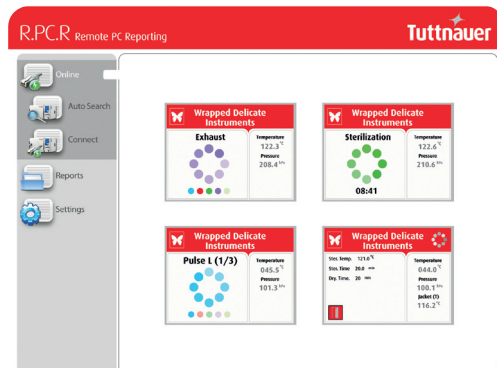 R.PC.R Remote PC Reporting
Tuttnauer
Online
Auto Search
Connect
Reports
Settings
Wrapped Delicate
Instruments
Exhaust
Temperature
122.3 °C
Pressure
208.4 kPa
Wrapped Delicate
Instruments
Sterilization
08:41
Temperature
122.6 °C
Pressure
210.6 kPa
Wrapped Delicate
Instruments
Pulse L (1/3)
Temperature
045.5 °C
Pressure
101.3 kPa
Wrapped Delicate
Instruments
Ster. Temp. 121.0 °C
Ster. Time 20.0 min
Dry. Time. 20 min
Temperature
044.0 °C
Pressure
100.1 kPa
Jacket (1)
116.2 °C